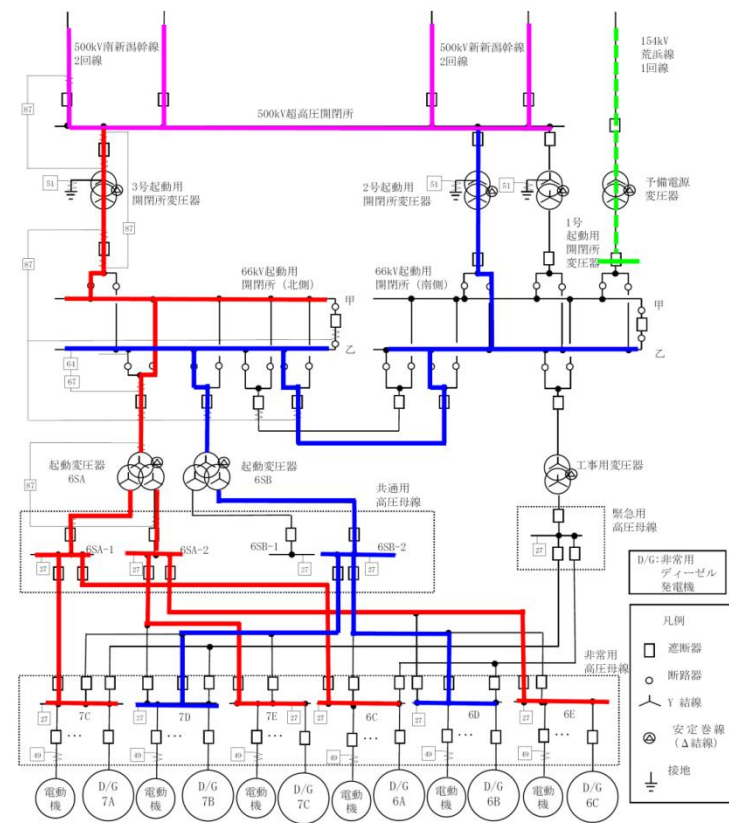 500kV南新潟幹線
2回線
500kV新新潟幹線
2回線
154kV
荒浜線
1回線
87
500kV超高圧開閉所
51
3号起動用
開閉所変圧器
87
2号起動用
開閉所変圧器
51
51
予備電源
変圧器
1号
起動用
開閉所
変圧器
87
66kV起動用
開閉所（北側）
甲
乙
66kV起動用
開閉所（南側）
甲
乙
64
67
起動変圧器
6SA
起動変圧器
6SB
工事用変圧器
87
共通用
高圧母線
緊急用
高圧母線
6SA-1
6SA-2
6SB-1
6SB-2
27
27
27
27
27
D/G:非常用
ディーゼル
発電機
凡例
遮断器
断路器
Y 結線
安定巻線
(Δ結線)
接地
非常用
高圧母線
27
7C
27
7D
27
7E
27
6C
27
6D
27
6E
...
...
...
...
...
...
49
49
49
49
49
49
電動
機
D/G
7A
電動
機
D/G
7B
電動
機
D/G
7C
電動
機
D/G
6A
電動
機
D/G
6B
電動
機
D/G
6C